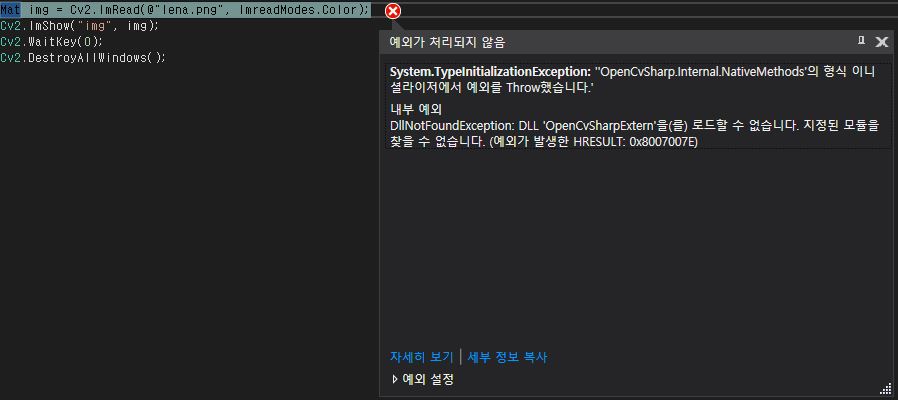 Mat img = Cv2.ImRead(@"lena.png", ImreadModes.Color);
Cv2.ImShow("img", img);
Cv2.WaitKey(0);
Cv2.DestroyAllWindows();
예외가 처리되지 않음
System.TypeInitializationException: ''OpenCvSharp.Internal.NativeMethods'의 형식 이니
셜라이저에서 예외를 Throw했습니다.'
내부 예외
DllNotFoundException: DLL 'OpenCvSharpExtern'을(를) 로드할 수 없습니다. 지정된 모듈을
찾을 수 없습니다. (예외가 발생한 HRESULT: 0x8007007E)
자세히 보기 | 세부 정보 복사
예외 설정